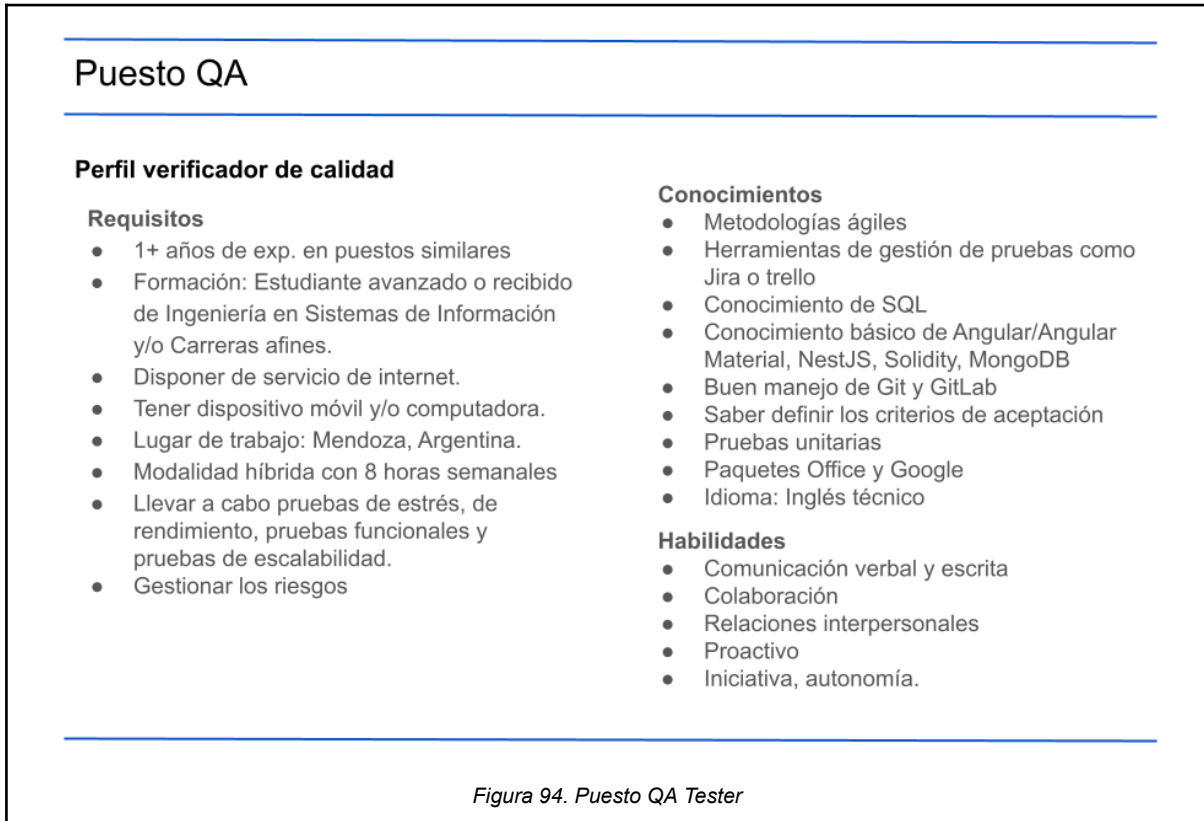 Puesto QA
Perfil verificador de calidad
Requisitos
● 1+ años de exp. en puestos similares
● Formación: Estudiante avanzado o recibido
de Ingeniería en Sistemas de Información
y/o Carreras afines.
● Disponer de servicio de internet.
● Tener dispositivo móvil y/o computadora.
● Lugar de trabajo: Mendoza, Argentina.
● Modalidad híbrida con 8 horas semanales
● Llevar a cabo pruebas de estrés, de
rendimiento, pruebas funcionales y
pruebas de escalabilidad.
● Gestionar los riesgos
Conocimientos
● Metodologías ágiles
● Herramientas de gestión de pruebas como
Jira o trello
● Conocimiento de SQL
● Conocimiento básico de Angular/Angular
Material, NestJS, Solidity, MongoDB
● Buen manejo de Git y GitLab
● Saber definir los criterios de aceptación
● Pruebas unitarias
● Paquetes Office y Google
● Idioma: Inglés técnico
Habilidades
● Comunicación verbal y escrita
● Colaboración
● Relaciones interpersonales
● Proactivo
● Iniciativa, autonomía.
Figura 94. Puesto QA Tester